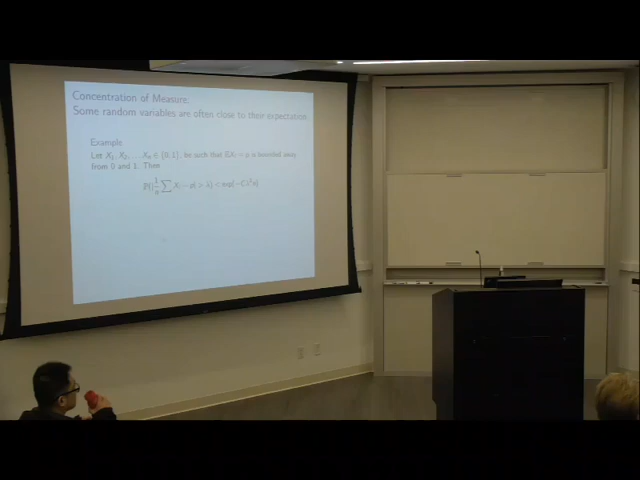 Concentration of Measure:
Some random variables are often close to their expectation
Example
Let X₁, X₂, ... Xₙ ∈ {0, 1}, be such that 𝔼Xᵢ = p is bounded away
from 0 and 1. Then
ℙ(|1/n ∑ Xᵢ − p| > λ) < exp(−Cλ²n)